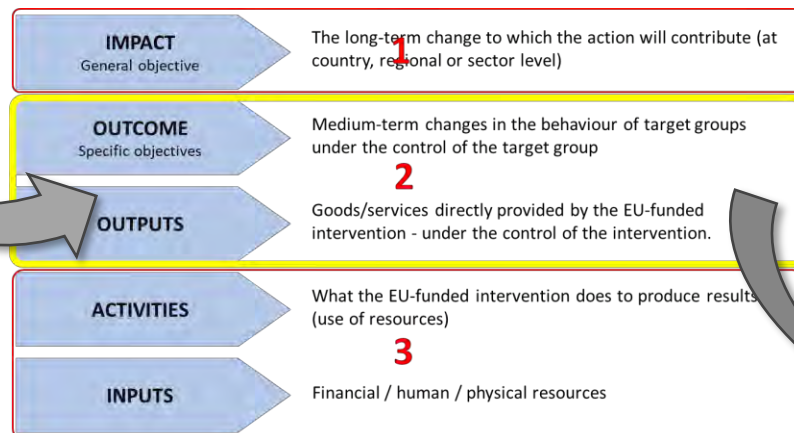 IMPACT
General objective
The long-term change to which the action will contribute (at
country, regional or sector level)
1
OUTCOME
Specific objectives
Medium-term changes in the behaviour of target groups
under the control of the target group
2
OUTPUTS
Goods/services directly provided by the EU-funded
intervention - under the control of the intervention.
ACTIVITIES
What the EU-funded intervention does to produce results
(use of resources)
3
INPUTS
Financial / human / physical resources